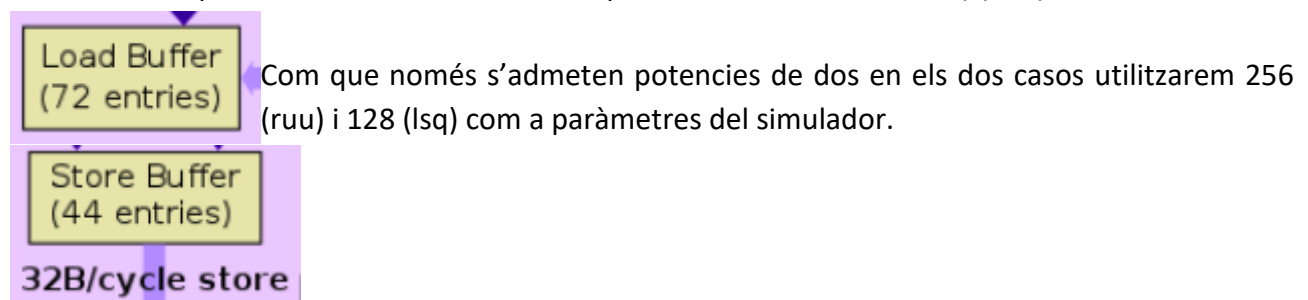 Load Buffer
(72 entries)
Com que només s'admeten potencies de dos en els dos casos utilitzarem 256
(ruu) i 128 (lsq) com a paràmetres del simulador.
Store Buffer
(44 entries)
32B/cycle store